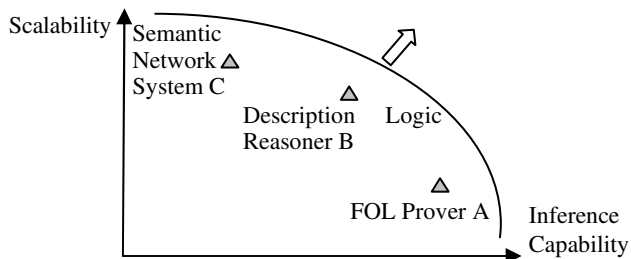 Scalability
Semantic
Network
System C
Description Logic
Reasoner B
FOL Prover A
Inference
Capability